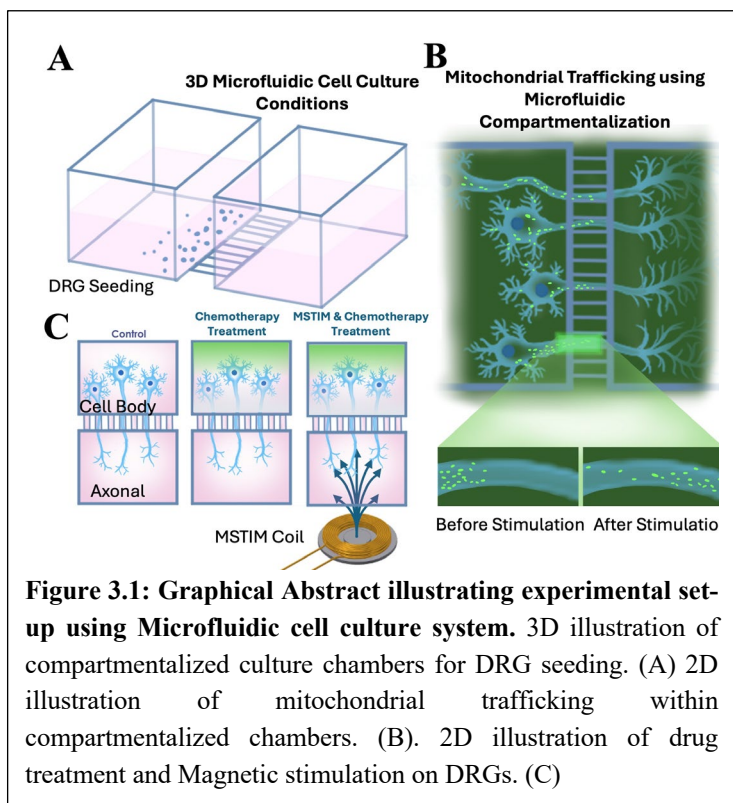 A
3D Microfluidic Cell Culture
Conditions
DRG Seeding
B
Mitochondrial Trafficking using
Microfluidic
Compartmentalization
Before Stimulation
After Stimulatio
C
Control
Chemotherapy
Treatment
MSTIM & Chemotherapy
Treatment
Cell Body
Axonal
MSTIM Coil
Figure 3.1: Graphical Abstract illustrating experimental set-
up using Microfluidic cell culture system. 3D illustration of
compartmentalized culture chambers for DRG seeding. (A) 2D
illustration of mitochondrial trafficking within
compartmentalized chambers. (B). 2D illustration of drug
treatment and Magnetic stimulation on DRGs. (C)